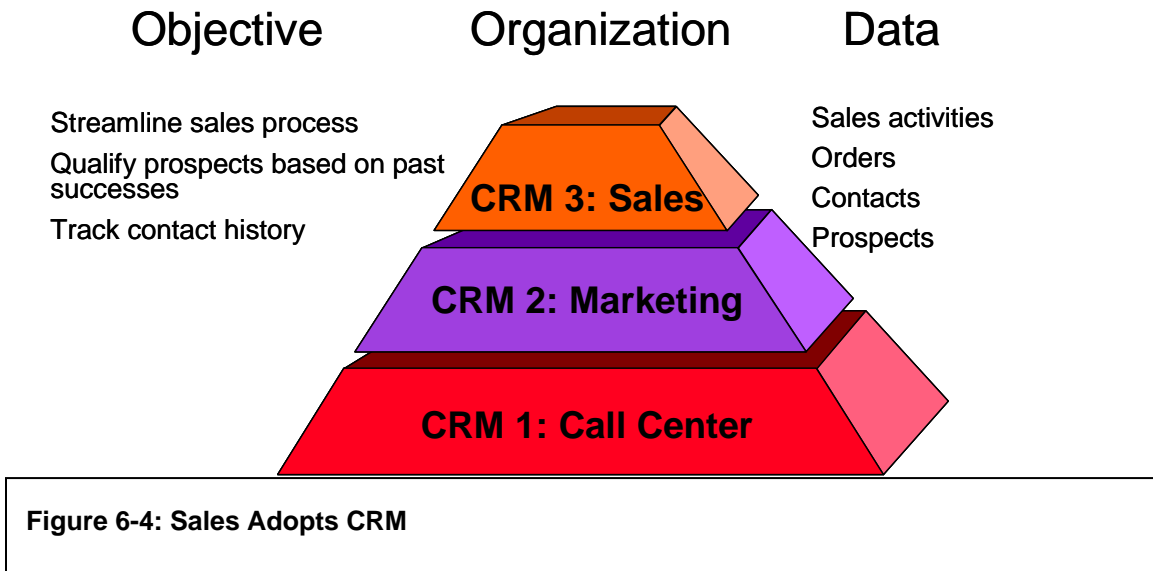 Objective Organization Data
Streamline sales process
Qualify prospects based on past
successes
Track contact history
Sales activities
Orders
Contacts
Prospects
CRM 3: Sales
CRM 2: Marketing
CRM 1: Call Center
Figure 6-4: Sales Adopts CRM